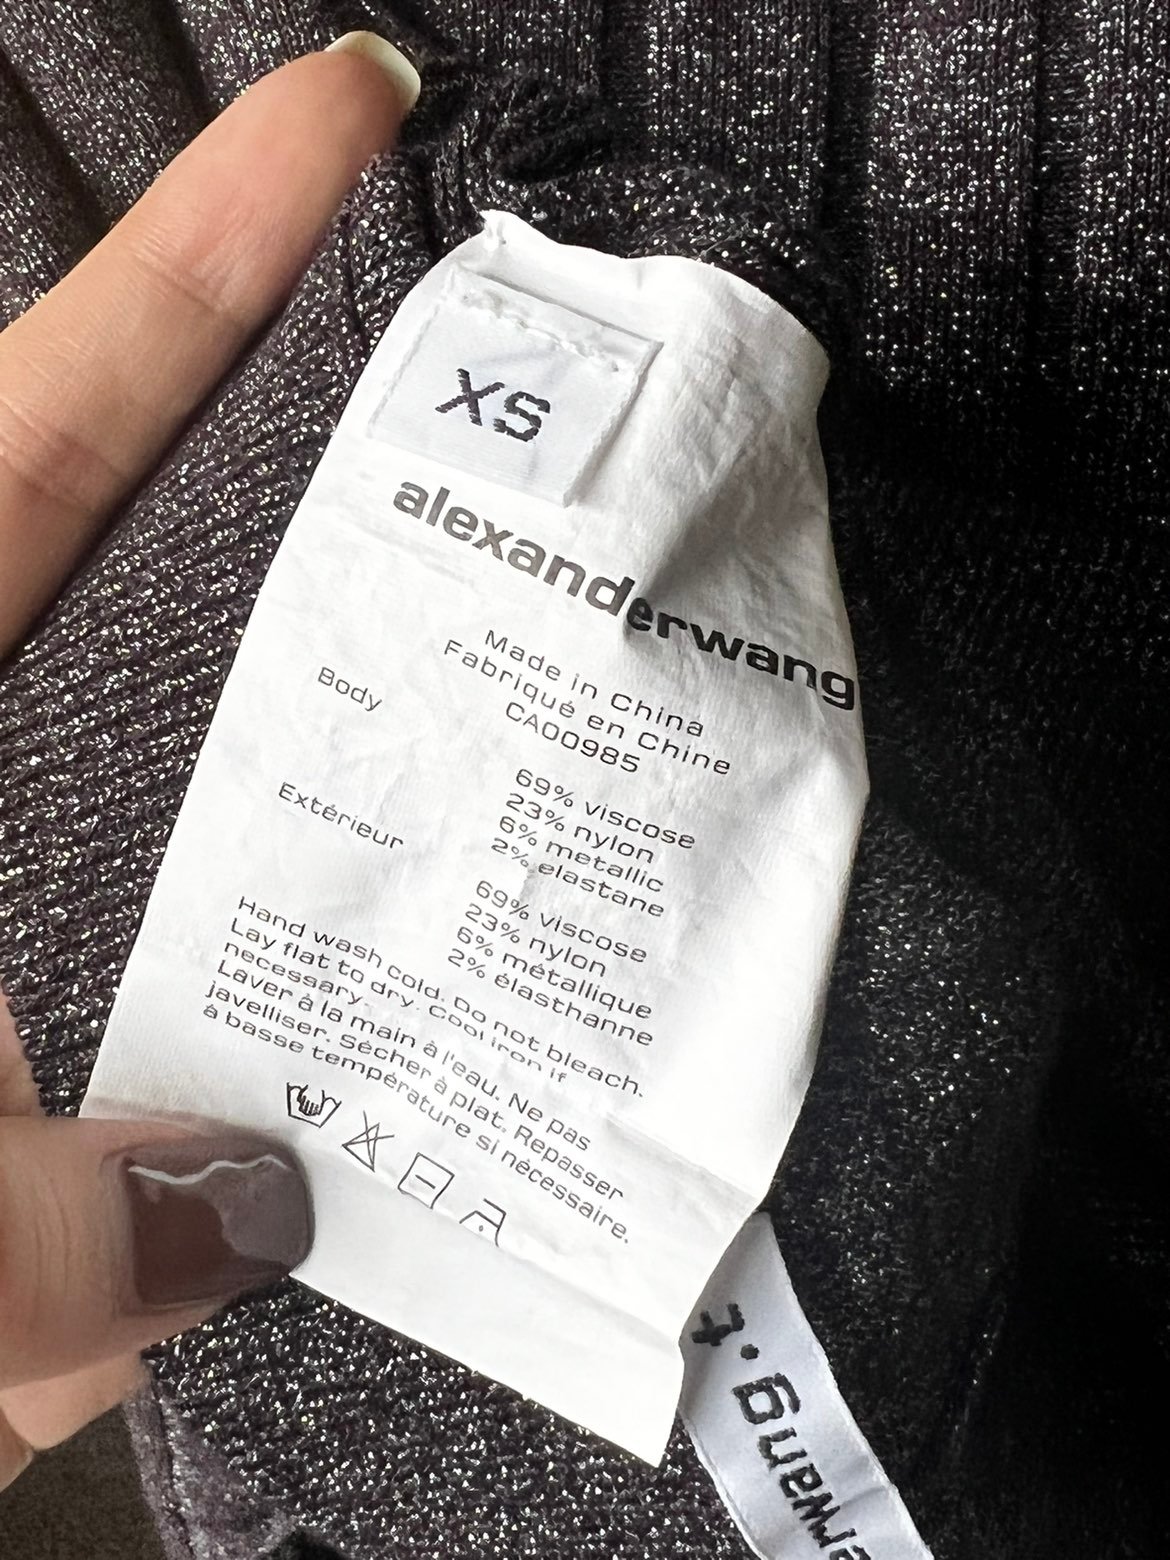 XS
alexanderwang
Made in China
Fabriqué en Chine
CA00985
Body
69% viscose
23% nylon
6% metallic
2% elastane
Extérieur
69% viscose
23% nylon
6% métallique
2% élasthanne
Hand wash cold. Do not bleach.
Lay flat to dry. Cool iron if
necessary.
Laver à la main à l'eau. Ne pas
javelliser. Sécher à plat. Repasser
à basse température si nécessaire.
erwang.t